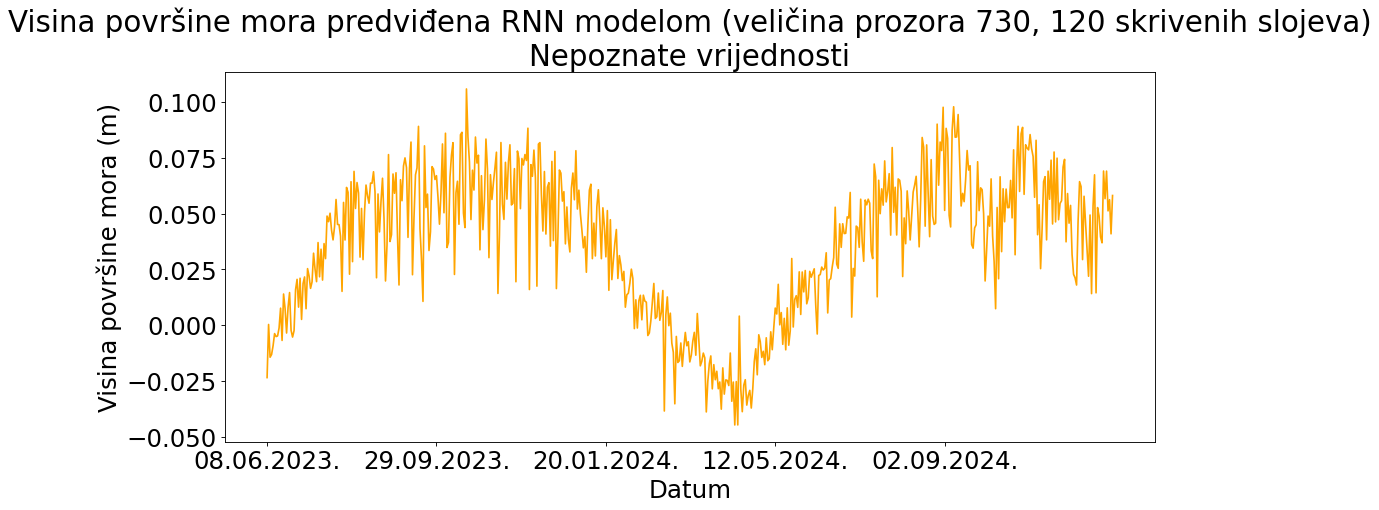 Visina površine mora predviđena RNN modelom (veličina prozora 730, 120 skrivenih slojeva)
Nepoznate vrijednosti
Visina površine mora (m)
0.100
0.075
0.050
0.025
0.000
−0.025
−0.050
08.06.2023. 29.09.2023. 20.01.2024. 12.05.2024. 02.09.2024.
Datum